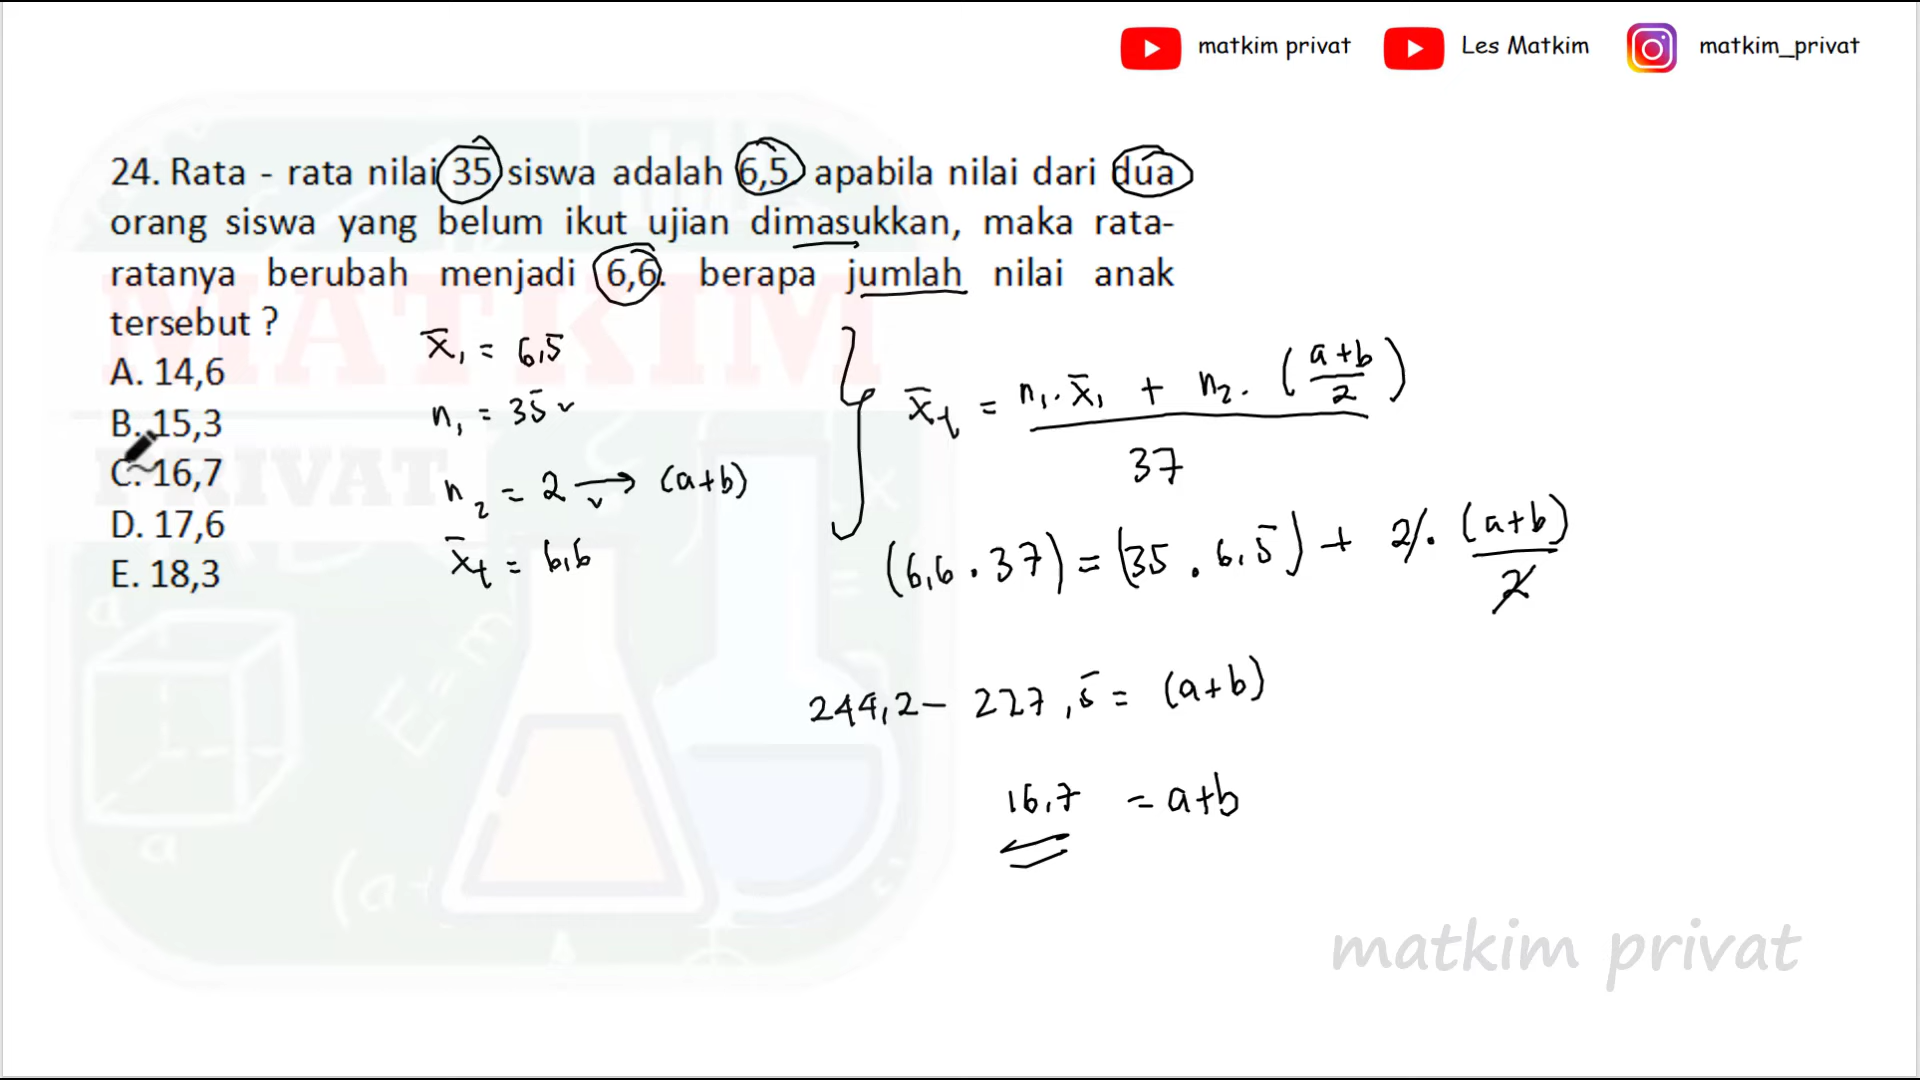 matkim privat Les Matkim matkim_privat
24. Rata - rata nilai 35 siswa adalah 6,5. apabila nilai dari dua
orang siswa yang belum ikut ujian dimasukkan, maka rata-
ratanya berubah menjadi 6,6. berapa jumlah nilai anak
tersebut ?
A. 14,6
B. 15,3
C. 16,7
D. 17,6
E. 18,3
x̄₁ = 6,5
n₁ = 35
n₂ = 2 → (a+b)
x̄t = 6,6
x̄t = n₁. x̄₁ + n₂. (a+b/2)
37
(6,6 . 37) = (35 . 6,5) + 2. (a+b)
2
244,2 - 227,5 = (a+b)
16,7 = a+b
MATKIM
PRIVAT
E=m
a
a
(a+
x
matkim privat